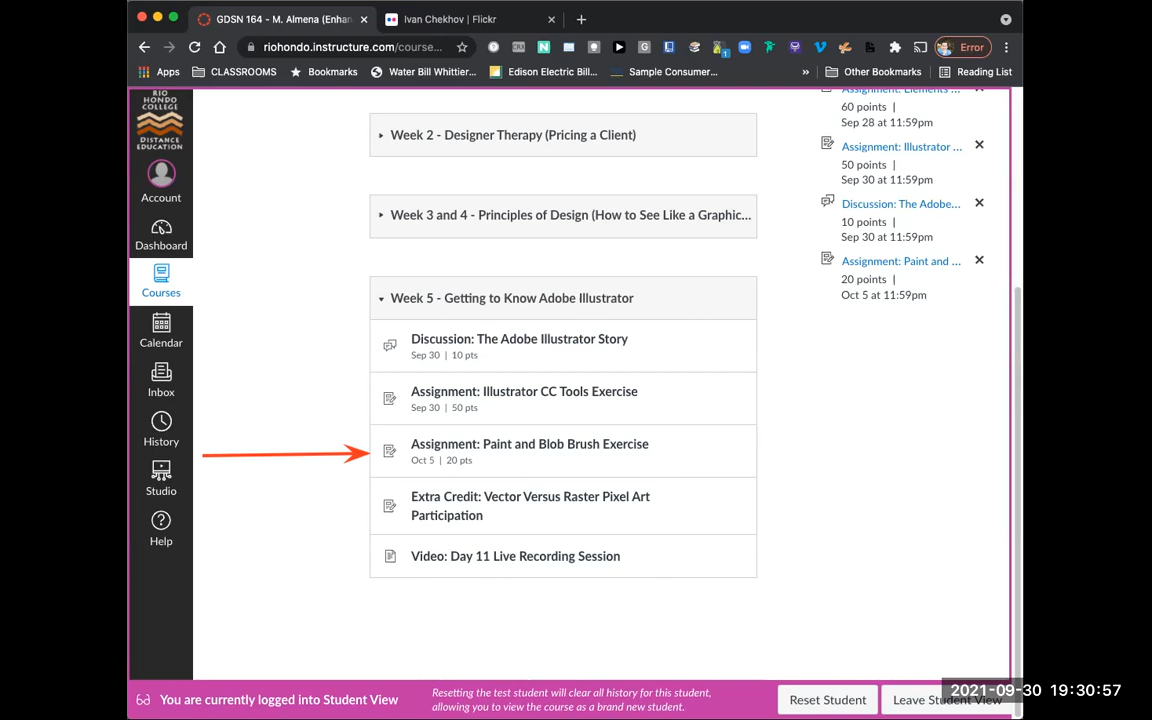 GDSN 164 - M. Almena (Enhan
Ivan Chekhov | Flickr
riohondo.instructure.com/course...
Error
Apps
CLASSROOMS
Bookmarks
Water Bill Whittier...
Edison Electric Bill...
Sample Consumer...
»
Other Bookmarks
Reading List
RIO
HONDO
COLLEGE
DISTANCE
EDUCATION
Account
Dashboard
Courses
Calendar
Inbox
History
Studio
Help
Week 2 - Designer Therapy (Pricing a Client)
Week 3 and 4 - Principles of Design (How to See Like a Graphic...
Week 5 - Getting to Know Adobe Illustrator
Discussion: The Adobe Illustrator Story
Sep 30 | 10 pts
Assignment: Illustrator CC Tools Exercise
Sep 30 | 50 pts
Assignment: Paint and Blob Brush Exercise
Oct 5 | 20 pts
Extra Credit: Vector Versus Raster Pixel Art
Participation
Video: Day 11 Live Recording Session
Assignment: Elements ...
60 points |
Sep 28 at 11:59pm
Assignment: Illustrator ...
50 points |
Sep 30 at 11:59pm
Discussion: The Adobe...
10 points |
Sep 30 at 11:59pm
Assignment: Paint and ...
20 points |
Oct 5 at 11:59pm
You are currently logged into Student View
Resetting the test student will clear all history for this student,
allowing you to view the course as a brand new student.
Reset Student
Leave Student View
2021-09-30 19:30:57